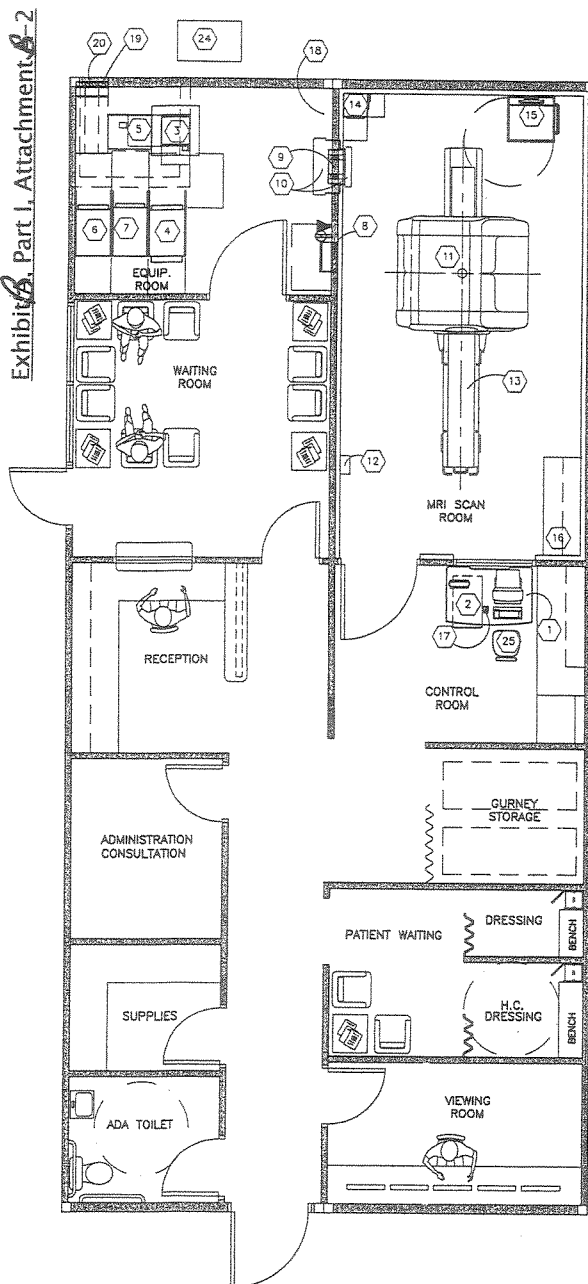 Exhibit B, Part I, Attachment B-2
20
19
24
18
14
15
5
3
9
10
6
7
4
8
11
EQUIP.
ROOM
WAITING
ROOM
13
12
MRI SCAN
ROOM
16
2
17
25
1
RECEPTION
CONTROL
ROOM
GURNEY
STORAGE
ADMINISTRATION
CONSULTATION
PATIENT WAITING
DRESSING
BENCH
SUPPLIES
H.C.
DRESSING
BENCH
ADA TOILET
VIEWING
ROOM